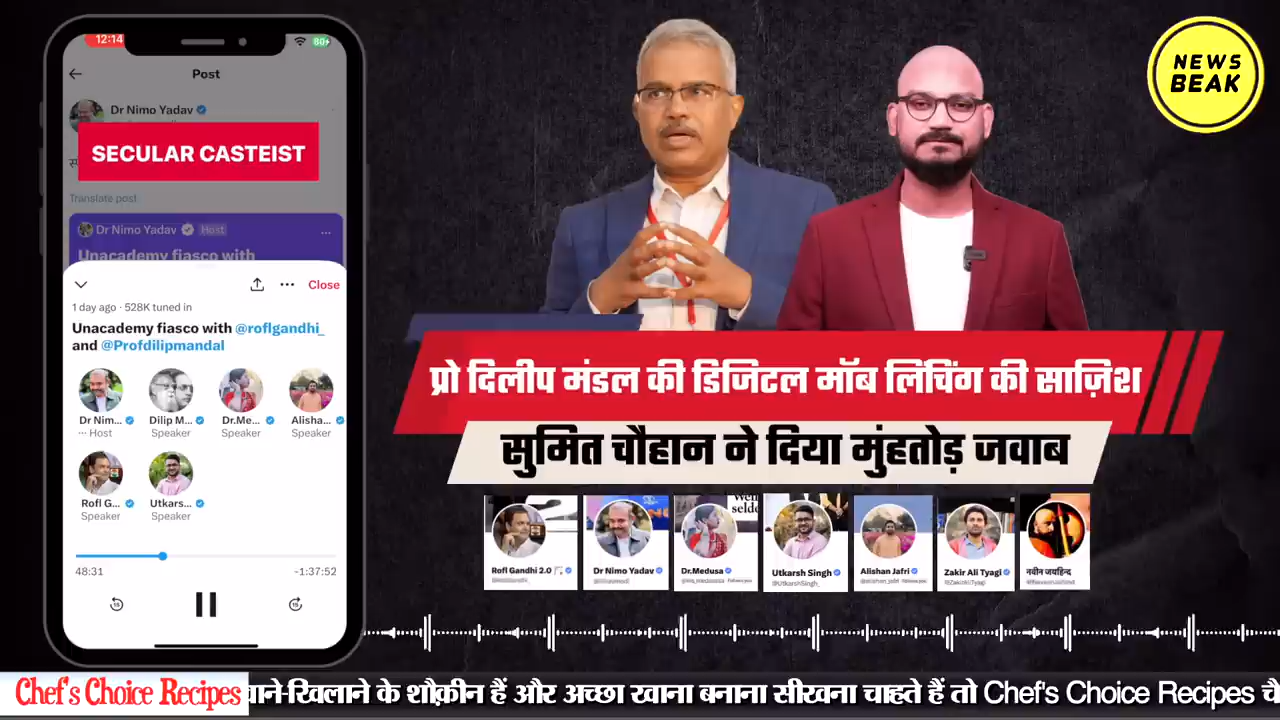 12:14
80
Post
Dr Nimo Yadav
SECULAR CASTEIST
Translate post
Dr Nimo Yadav Host
Unacademy fiasco with
Close
1 day ago · 528K tuned in
Unacademy fiasco with @roflgandhi_
and @Profdilipmandal
Dr Nim... Dilip M... Dr.Me... Alisha...
Host Speaker Speaker Speaker
Rofl G... Utkars...
Speaker Speaker
48:31 -1:37:52
15 15
NEWS
BEAK
प्रो दिलीप मंडल की डिजिटल मॉब लिंचिंग की साज़िश
सुमित चौहान ने दिया मुंहतोड़ जवाब
Rofl Gandhi 2.0 Dr Nimo Yadav Dr.Medusa Utkarsh Singh Alishan Jafri Zakir Ali Tyagi नवीन जयहिन्द
@UtkarshSingh_ @ZakirAliTyagi
Chef's Choice Recipes खाने-खिलाने के शौक़ीन हैं और अच्छा खाना बनाना सीखना चाहते हैं तो Chef's Choice Recipes चै